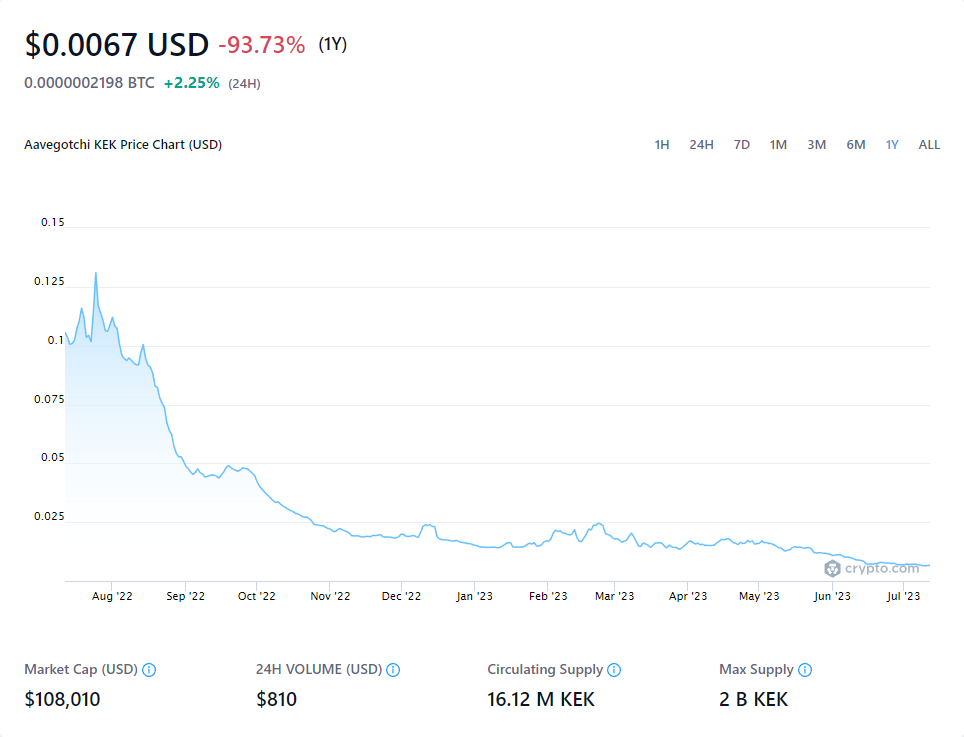 $0.0067 USD -93.73% (1Y)
0.0000002198 BTC +2.25% (24H)
Aavegotchi KEK Price Chart (USD) 1H 24H 7D 1M 3M 6M 1Y ALL
0.15
0.125
0.1
0.075
0.05
0.025
crypto.com
Aug '22 Sep '22 Oct '22 Nov '22 Dec '22 Jan '23 Feb '23 Mar '23 Apr '23 May '23 Jun '23 Jul '23
Market Cap (USD) 24H VOLUME (USD) Circulating Supply Max Supply
$108,010 $810 16.12 M KEK 2 B KEK